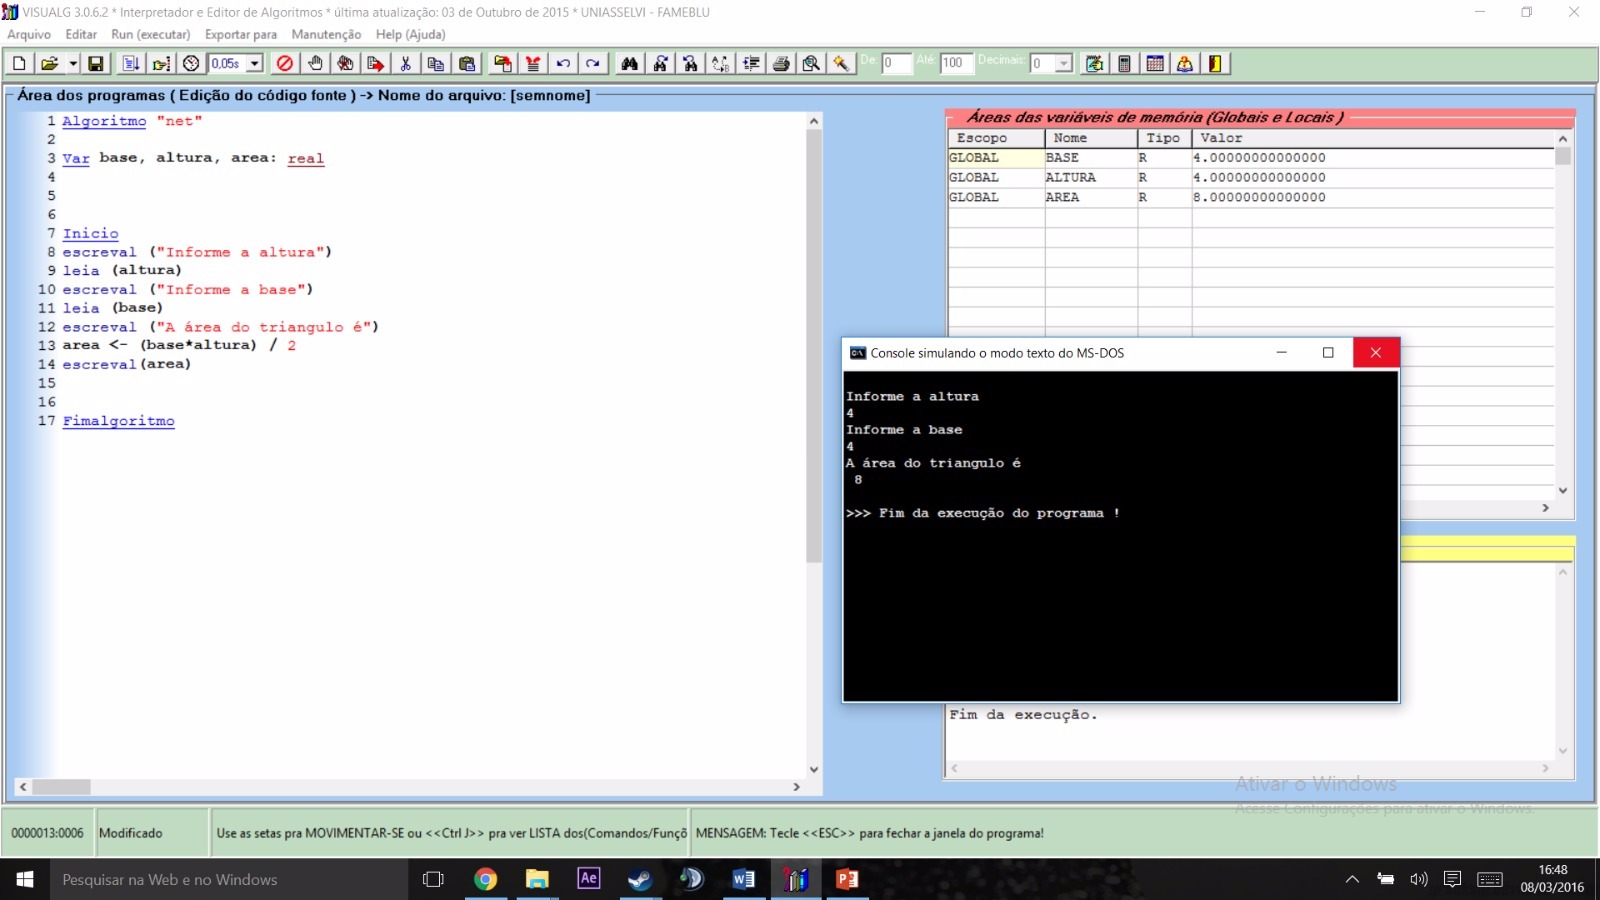 VISUALG 3.0.6.2 * Interpretador e Editor de Algoritmos * última atualização: 03 de Outubro de 2015 * UNIASSELVI - FAMEBLU
Arquivo Editar Run (executar) Exportar para Manutenção Help (Ajuda)
0,05s De: 0 Até: 100 Decimais: 0
Área dos programas ( Edição do código fonte ) -> Nome do arquivo: [semnome]
1 Algoritmo "net"
2
3 Var base, altura, area: real
4
5
6
7 Inicio
8 escreval ("Informe a altura")
9 leia (altura)
10 escreval ("Informe a base")
11 leia (base)
12 escreval ("A área do triangulo é")
13 area <- (base*altura) / 2
14 escreval(area)
15
16
17 Fimalgoritmo
Áreas das variáveis de memória (Globais e Locais )
Escopo Nome Tipo Valor
GLOBAL BASE R 4.00000000000000
GLOBAL ALTURA R 4.00000000000000
GLOBAL AREA R 8.00000000000000
Console simulando o modo texto do MS-DOS
Informe a altura
4
Informe a base
4
A área do triangulo é
8
>>> Fim da execução do programa !
Fim da execução.
Ativar o Windows
Acesse Configurações para ativar o Windows.
0000013:0006 Modificado Use as setas pra MOVIMENTAR-SE ou <<Ctrl J>> pra ver LISTA dos(Comandos/Funçõ MENSAGEM: Tecle <<ESC>> para fechar a janela do programa!
Pesquisar na Web e no Windows
Ae
16:48
08/03/2016